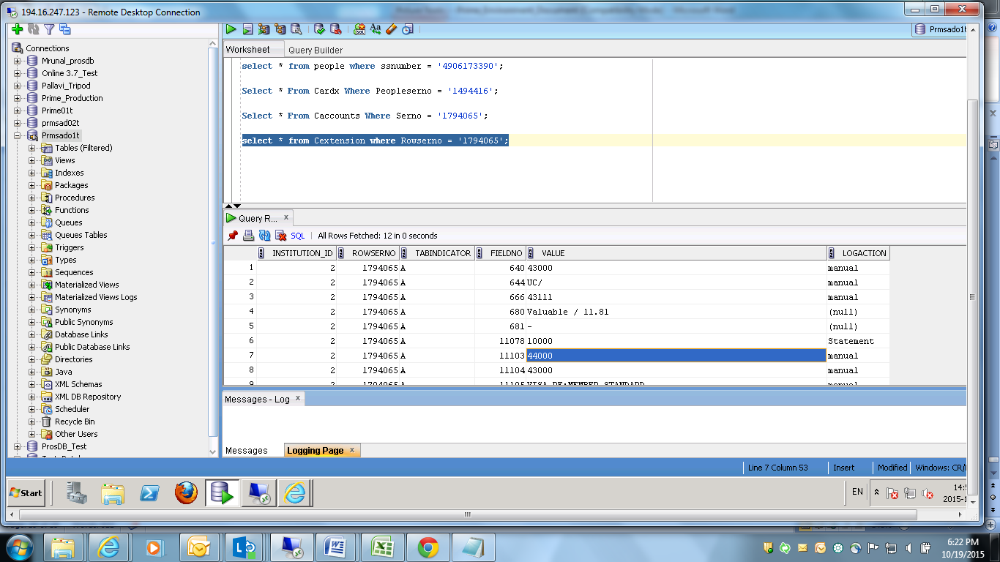 194.16.247.123 - Remote Desktop Connection
Prmsado1t
Connections
Mrunal_prosdb
Online 3.7_Test
Pallavi_Tripod
Prime_Production
Prime01t
prmsad02t
Prmsado1t
Tables (Filtered)
Views
Indexes
Packages
Procedures
Functions
Queues
Queues Tables
Triggers
Types
Sequences
Materialized Views
Materialized Views Logs
Synonyms
Public Synonyms
Database Links
Public Database Links
Directories
Java
XML Schemas
XML DB Repository
Scheduler
Recycle Bin
Other Users
ProsDB_Test
Worksheet Query Builder
select * from people where ssnumber = '4906173390';
Select * From Cardx Where Peopleserno = '1494416';
Select * From Caccounts Where Serno = '1794065';
select * from Cextension where Rowserno = '1794065';
Query R... x
SQL | All Rows Fetched: 12 in 0 seconds
INSTITUTION_ID ROWSERNO TABINDICATOR FIELDNO VALUE LOGACTION
1 2 1794065 A 640 43000 manual
2 2 1794065 A 644 UC/ manual
3 2 1794065 A 666 43111 manual
4 2 1794065 A 680 Valuable / 11.81 (null)
5 2 1794065 A 681 - (null)
6 2 1794065 A 11078 10000 Statement
7 2 1794065 A 11103 44000 manual
8 2 1794065 A 11104 43000 manual
9 2 1794065 A 11105 VISA BE:MEMBER STANDARD manual
Messages - Log x
Messages Logging Page x
Line 7 Column 53 Insert Modified Windows: CR/
Start
EN
14:
2015-1
6:22 PM
10/19/2015